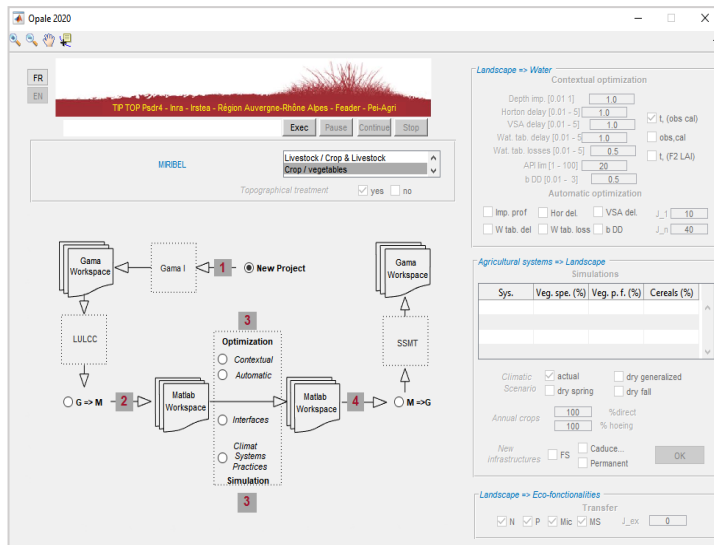 Opale 2020
FR
EN
TIP TOP Psdr4 - Inra - Irstea - Région Auvergne-Rhône Alpes - Feader - Pei-Agri
Exec Pause Continue Stop
MIRIBEL
Livestock / Crop & Livestock
Crop / vegetables
Topographical treatment yes no
Gama Workspace
Gama I
1
New Project
LULCC
G => M
2
Matlab Workspace
3
Optimization
Contextual
Automatic
Interfaces
Climat
Systems
Practices
Simulation
3
Matlab Workspace
4
M =>G
SSMT
Gama Workspace
Landscape => Water
Contextual optimization
Depth imp. [0.01 1] 1.0
Horton delay [0.01 - 5] 1.0
VSA delay [0.01 - 5] 1.0
Wat. tab. delay [0.01 - 5 1.0
Wat. tab. losses [0.01 - 5] 0.5
API lim [1 - 100] 20
b DD [0.01 - 3] 0.5
t, (obs cal)
obs,cal
t, (F2 LAI)
Automatic optimization
Imp. prof Hor del. VSA del. J_1 10
W tab. del W tab. loss b DD J_n 40
Agricultural systems => Landscape
Simulations
Sys. Veg. spe. (%) Veg. p. f. (%) Cereals (%)
Climatic Scenario
actual dry generalized
dry spring dry fall
Annual crops
100 %direct
100 % hoeing
New infrastructures
FS
Caduce...
Permanent
OK
Landscape => Eco-fonctionalities
Transfer
N P Mic MS J_ex 0